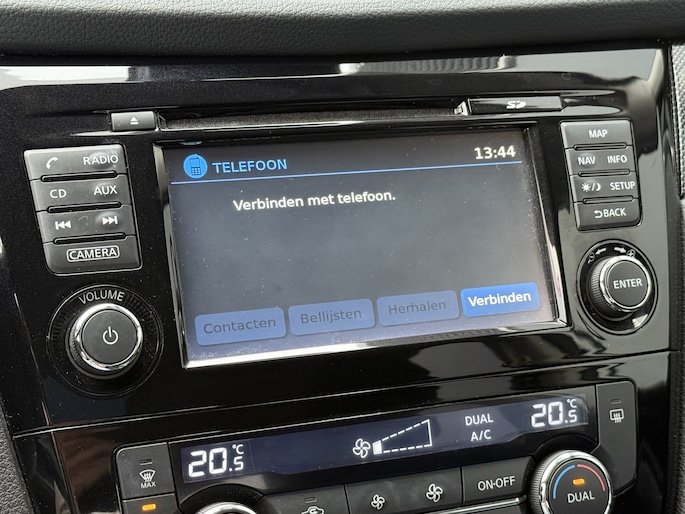 SD
RADIO
CD AUX
CAMERA
VOLUME
TELEFOON 13:44
Verbinden met telefoon.
Contacten Bellijsten Herhalen Verbinden
MAP
NAV INFO
SETUP
BACK
ENTER
20.5°C
DUAL
A/C
20.5°C
MAX
ON·OFF
DUAL